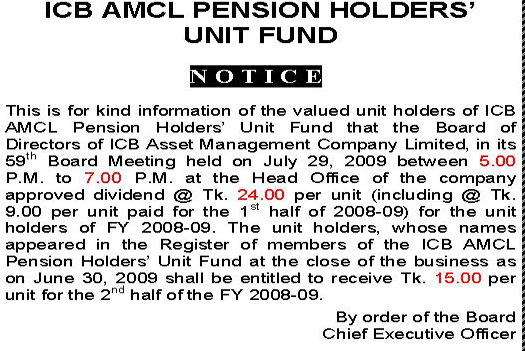 ICB AMCL PENSION HOLDERS'
UNIT FUND
NOTICE
This is for kind information of the valued unit holders of ICB
AMCL Pension Holders' Unit Fund that the Board of
Directors of ICB Asset Management Company Limited, in its
59th Board Meeting held on July 29, 2009 between 5.00
P.M. to 7.00 P.M. at the Head Office of the company
approved dividend @ Tk. 24.00 per unit (including @ Tk.
9.00 per unit paid for the 1st half of 2008-09) for the unit
holders of FY 2008-09. The unit holders, whose names
appeared in the Register of members of the ICB AMCL
Pension Holders' Unit Fund at the close of the business as
on June 30, 2009 shall be entitled to receive Tk. 15.00 per
unit for the 2nd half of the FY 2008-09.
By order of the Board
Chief Executive Officer